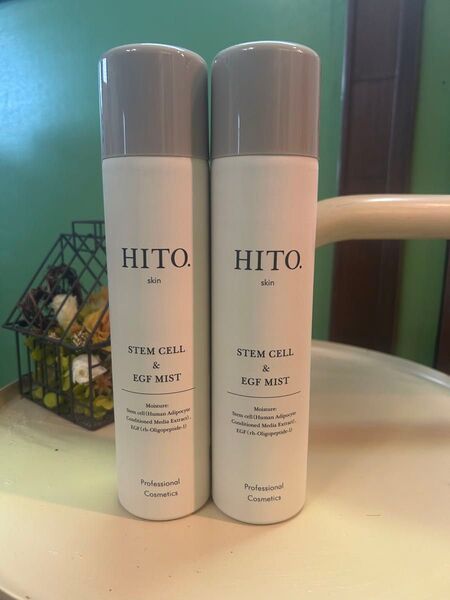 HITO.
skin
STEM CELL
&
EGF MIST
Moisture:
Stem cell (Human Adipocyte
Conditioned Media Extract),
EGF (rh-Oligopeptide-1)
Professional
Cosmetics
HITO.
skin
STEM CELL
&
EGF MIST
Moisture:
Stem cell (Human Adipocyte
Conditioned Media Extract),
EGF (rh-Oligopeptide-1)
Professional
Cosmetics